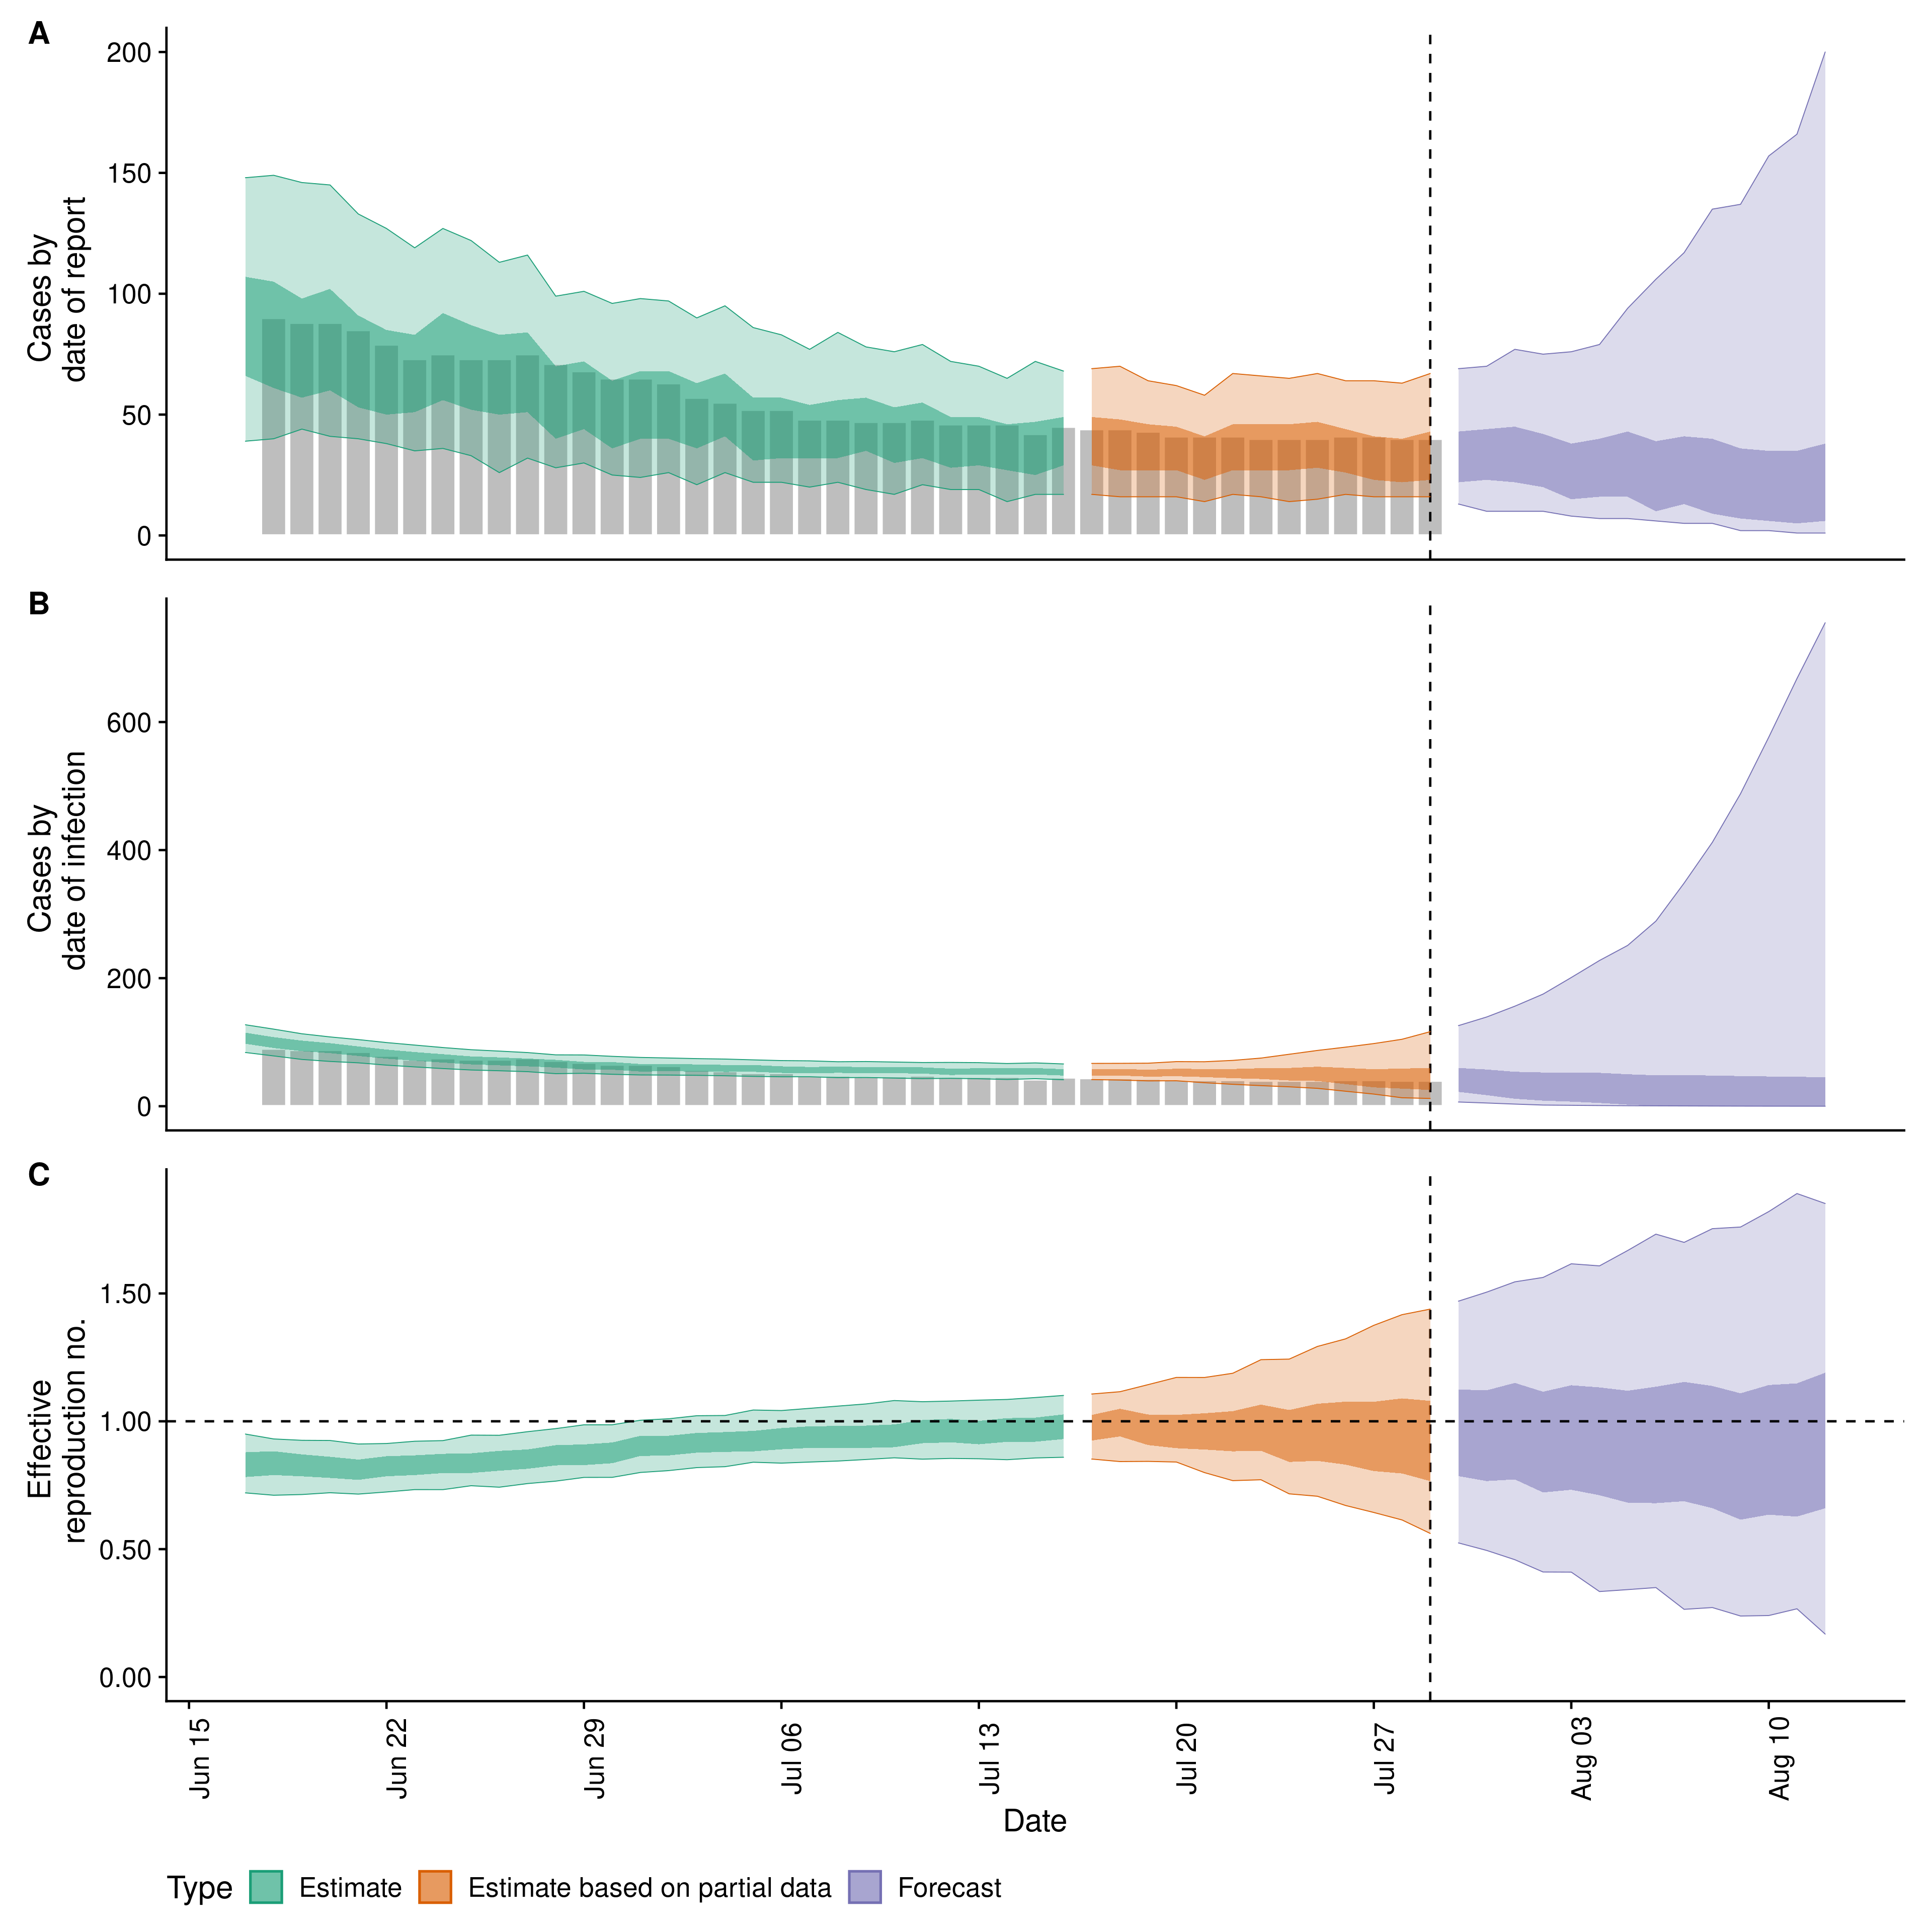 A
200
150
100
50
0
Cases by
date of report
B
600
400
200
0
Cases by
date of infection
C
1.50
1.00
0.50
0.00
Effective
reproduction no.
Jun 15
Jun 22
Jun 29
Jul 06
Jul 13
Jul 20
Jul 27
Aug 03
Aug 10
Date
Type Estimate Estimate based on partial data Forecast